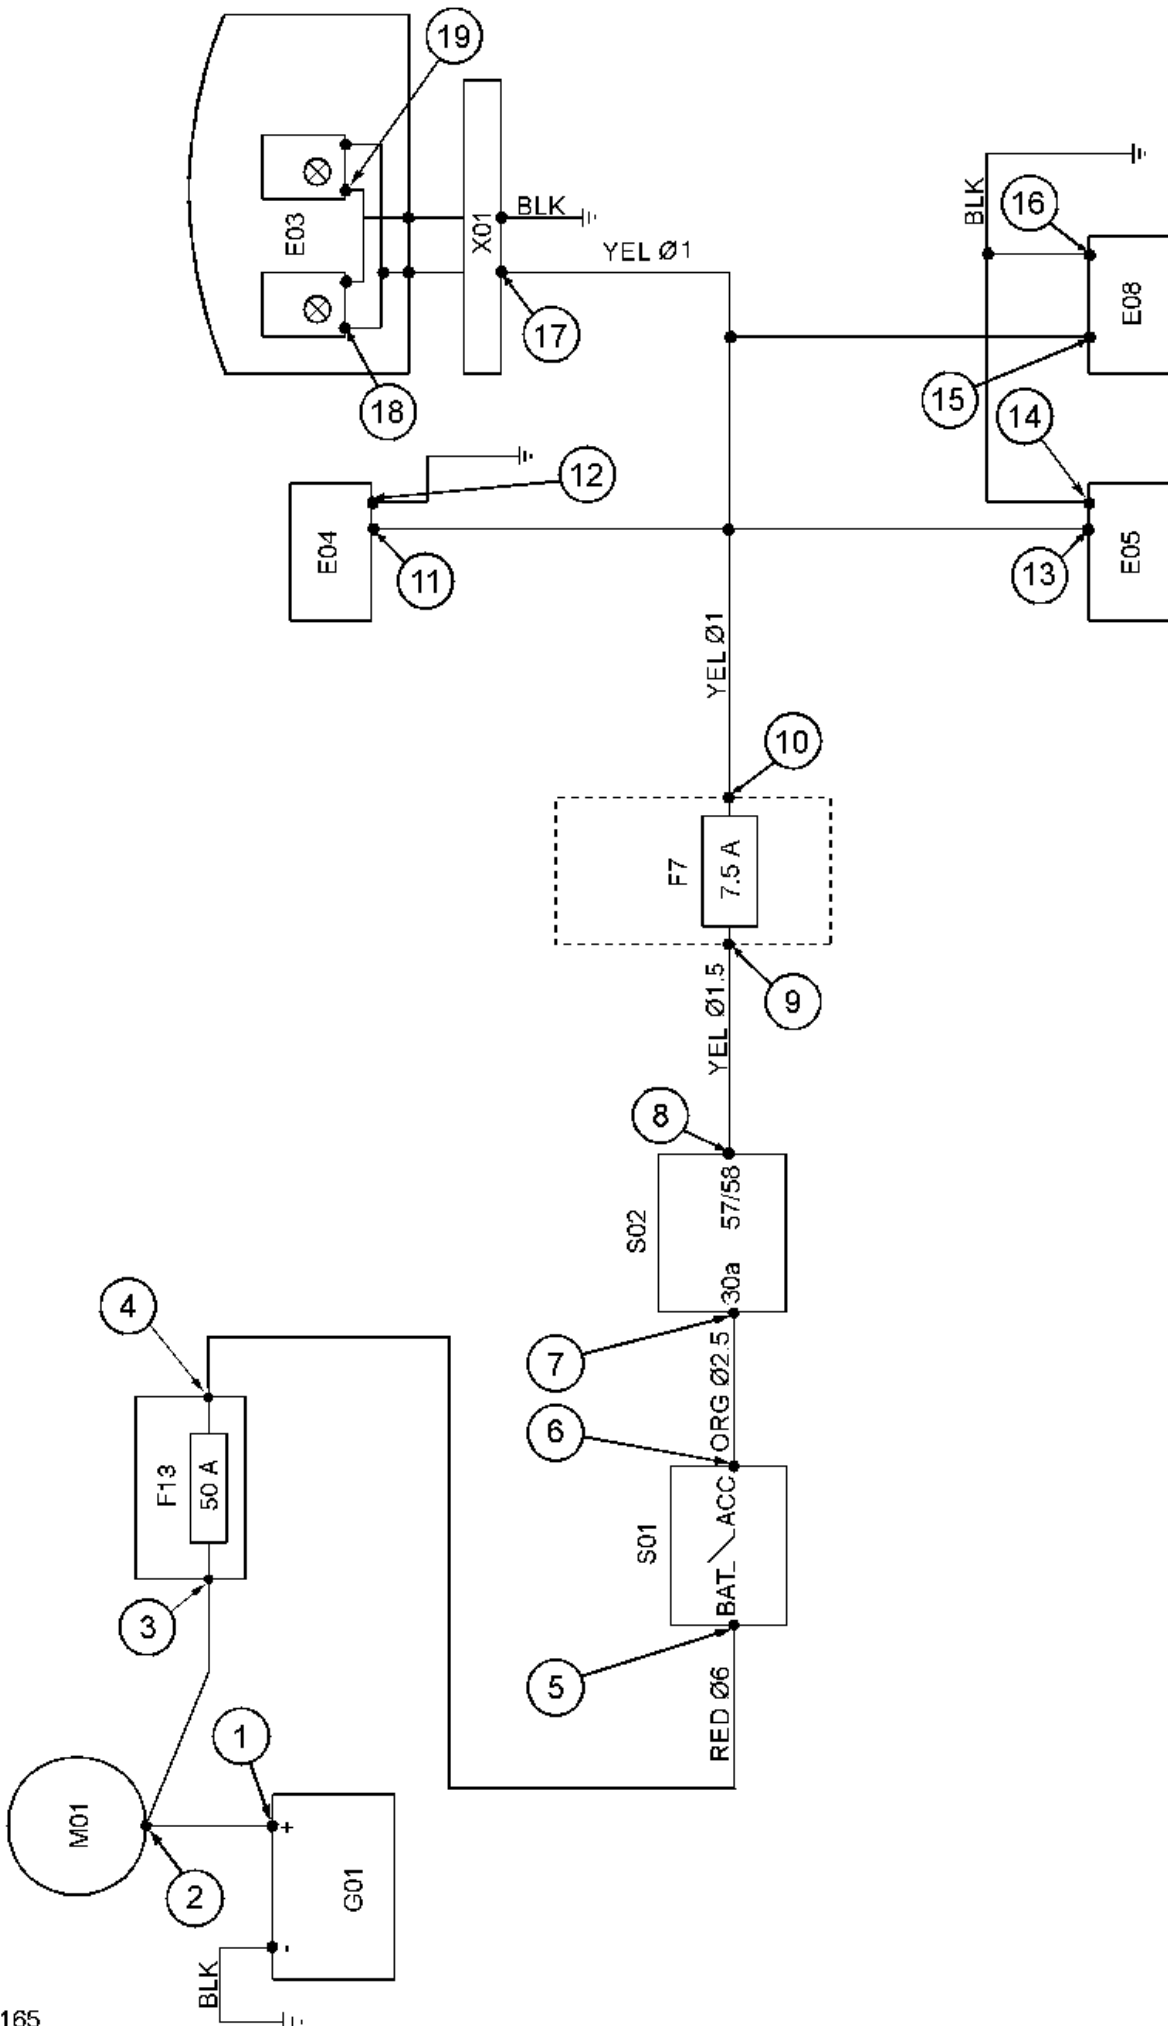 19
E03
X01
BLK
YEL Ø1
17
18
BLK
16
E08
15
14
12
E04
11
13
E05
YEL Ø1
10
F7
7.5 A
9
YEL Ø1.5
8
S02
57/58
30a
4
7
ORG Ø2.5
6
F13
50 A
S01
ACC
BAT
3
5
RED Ø6
1
M01
+
2
G01
-
BLK
165